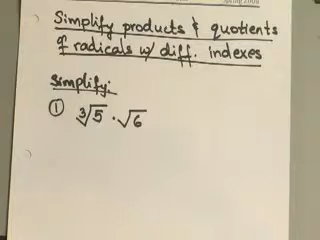 Simplify products & quotients
of radicals w/ diff. indexes
Simplify:
① ∛5 · √6